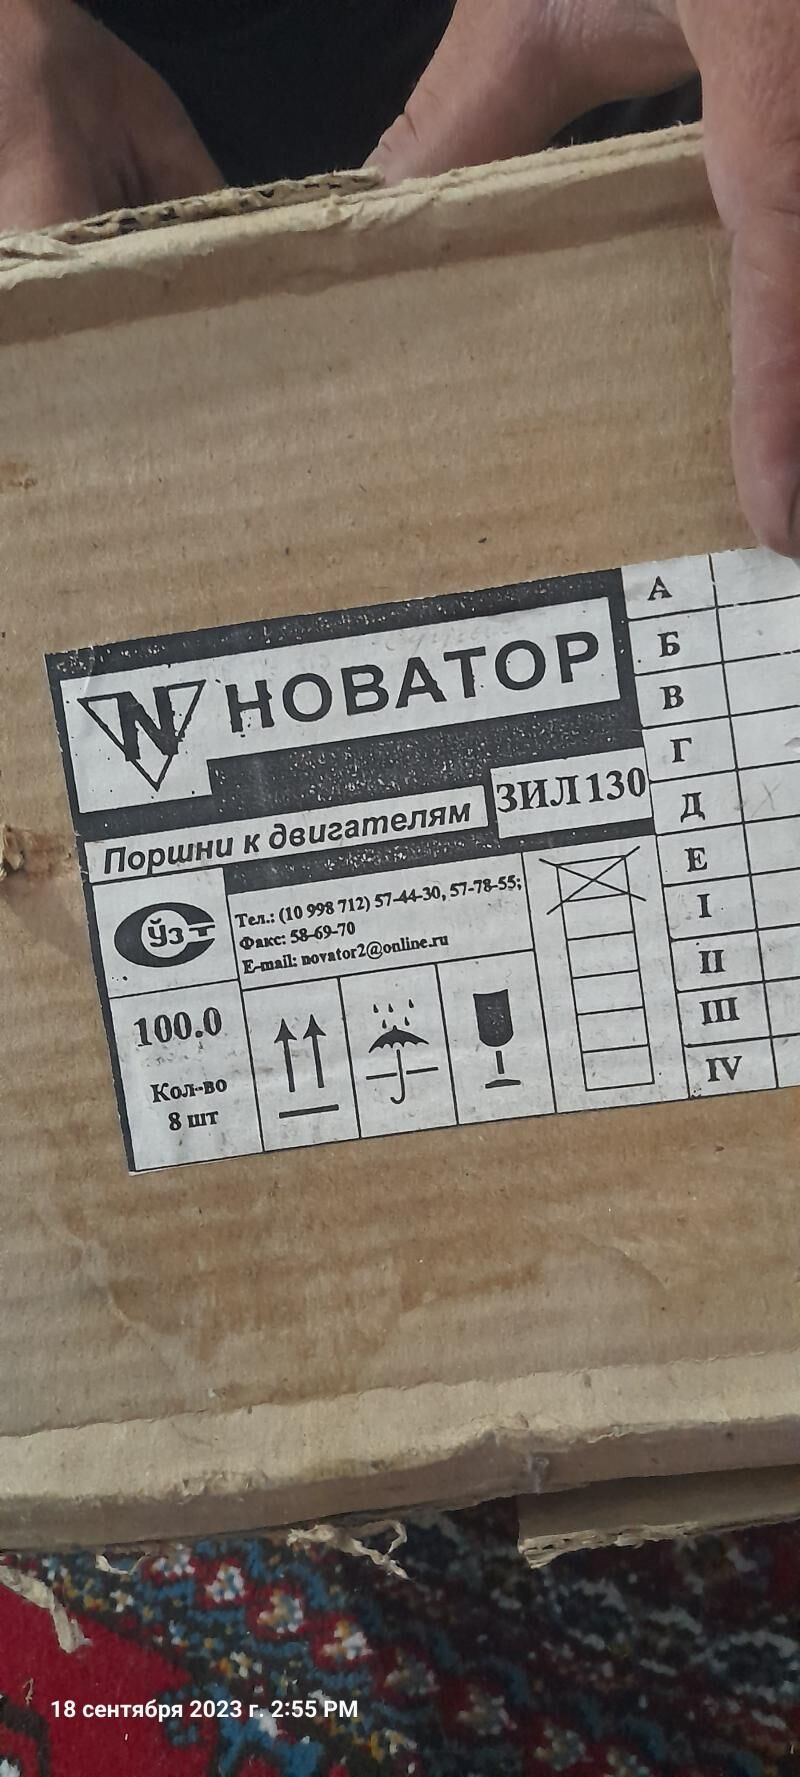 N НОВАТОР
Поршни к двигателям
ЗИЛ 130
ЎзТ
Тел.: (10 998 712) 57-44-30, 57-78-55;
Факс: 58-69-70
E-mail: novator2@online.ru
100.0
Кол-во
8 шт
А
Б
В
Г
Д
Е
I
II
III
IV
18 сентября 2023 г. 2:55 PM